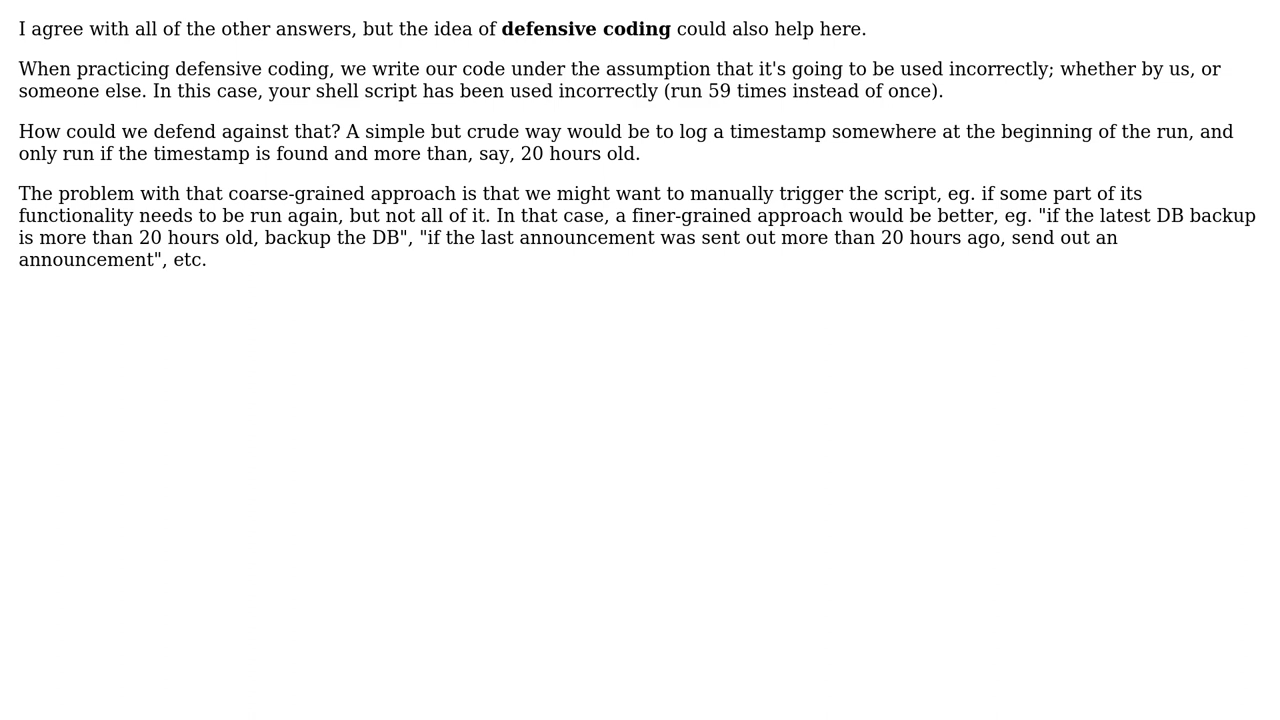 I agree with all of the other answers, but the idea of defensive coding could also help here.
When practicing defensive coding, we write our code under the assumption that it's going to be used incorrectly; whether by us, or
someone else. In this case, your shell script has been used incorrectly (run 59 times instead of once).
How could we defend against that? A simple but crude way would be to log a timestamp somewhere at the beginning of the run, and
only run if the timestamp is found and more than, say, 20 hours old.
The problem with that coarse-grained approach is that we might want to manually trigger the script, eg. if some part of its
functionality needs to be run again, but not all of it. In that case, a finer-grained approach would be better, eg. "if the latest DB backup
is more than 20 hours old, backup the DB", "if the last announcement was sent out more than 20 hours ago, send out an
announcement", etc.